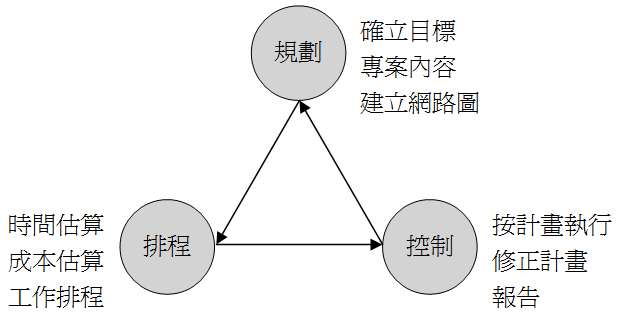 規劃
確立目標
專案內容
建立網路圖
排程
時間估算
成本估算
工作排程
控制
按計畫執行
修正計畫
報告